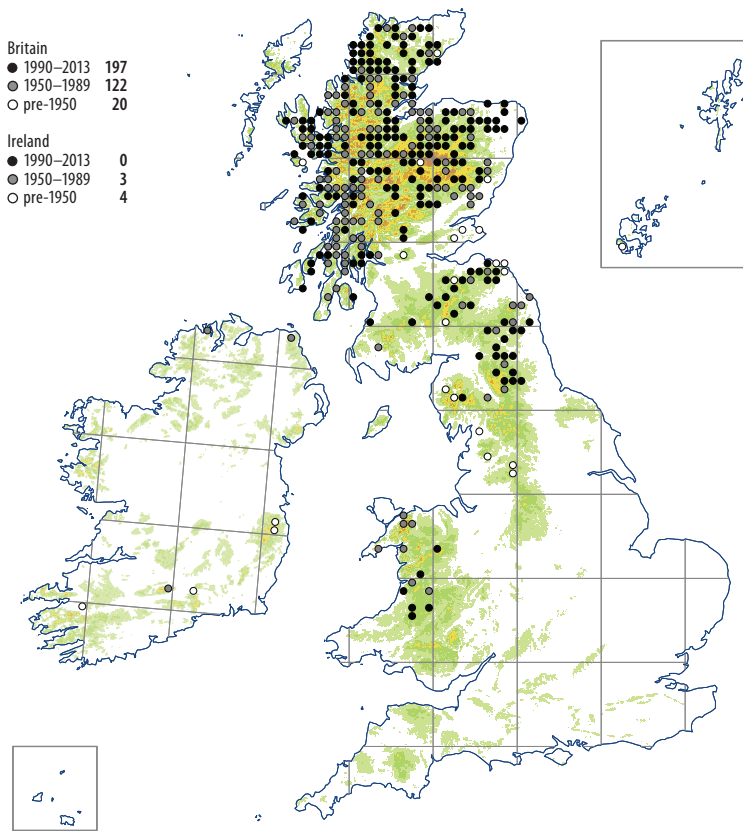 Britain
● 1990–2013 197
● 1950–1989 122
○ pre-1950 20
Ireland
● 1990–2013 0
● 1950–1989 3
○ pre-1950 4